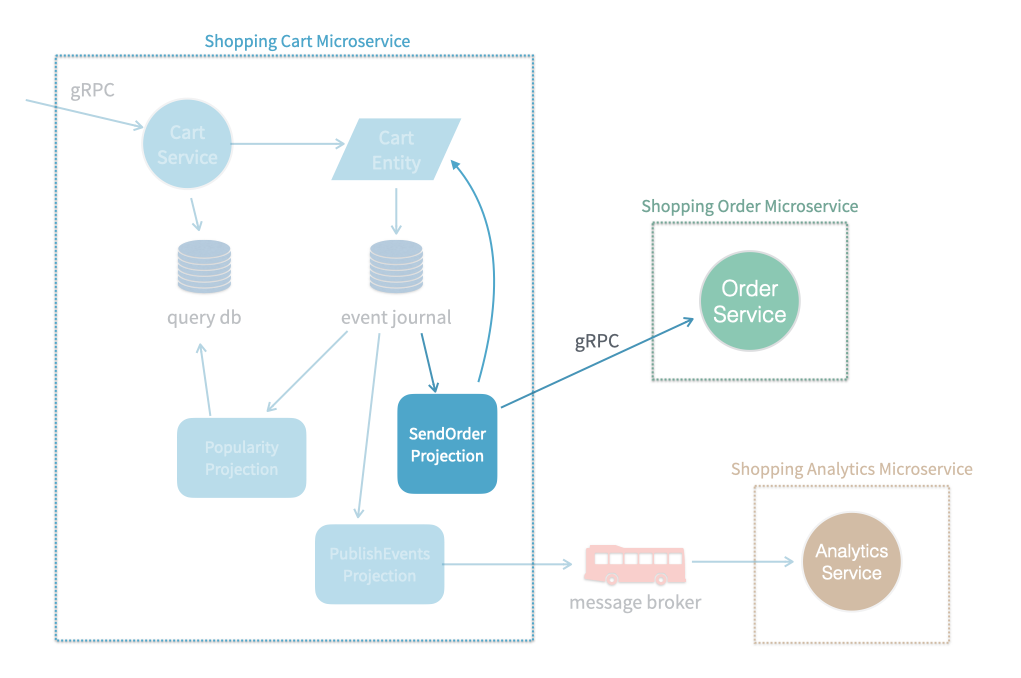 Shopping Cart Microservice
gRPC
Cart
Service
Cart
Entity
query db
event journal
Popularity
Projection
SendOrder
Projection
PublishEvents
Projection
gRPC
Shopping Order Microservice
Order
Service
message broker
Shopping Analytics Microservice
Analytics
Service